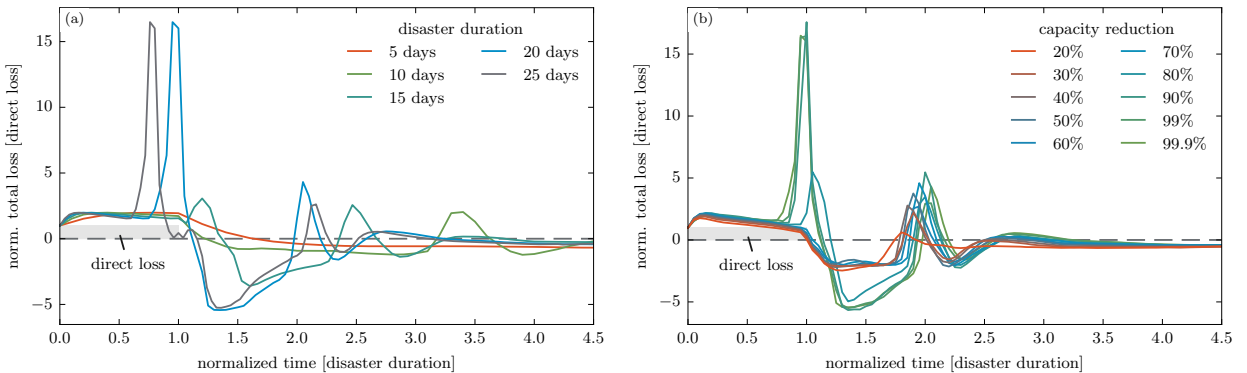 (a)
disaster duration
5 days
20 days
10 days
25 days
15 days
direct loss
15
10
5
0
−5
norm. total loss [direct loss]
0.0 0.5 1.0 1.5 2.0 2.5 3.0 3.5 4.0 4.5
normalized time [disaster duration]
(b)
capacity reduction
20%
70%
30%
80%
40%
90%
50%
99%
60%
99.9%
direct loss
15
10
5
0
−5
norm. total loss [direct loss]
0.0 0.5 1.0 1.5 2.0 2.5 3.0 3.5 4.0 4.5
normalized time [disaster duration]